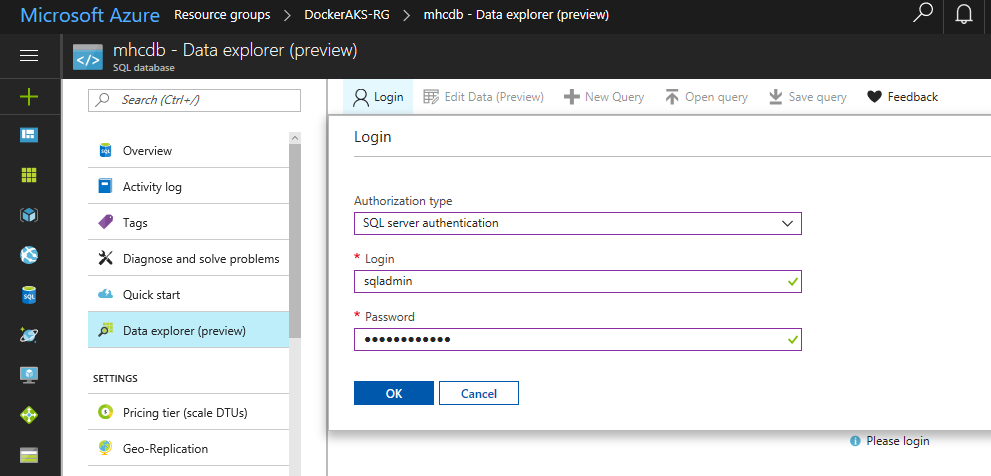 Microsoft Azure Resource groups > DockerAKS-RG > mhcdb - Data explorer (preview)
mhcdb - Data explorer (preview)
SQL database
Search (Ctrl+/)
Overview
Activity log
Tags
Diagnose and solve problems
Quick start
Data explorer (preview)
SETTINGS
Pricing tier (scale DTUs)
Geo-Replication
Login Edit Data (Preview) New Query Open query Save query Feedback
Login
Authorization type
SQL server authentication
* Login
sqladmin
* Password
••••••••••••
OK Cancel
Please login